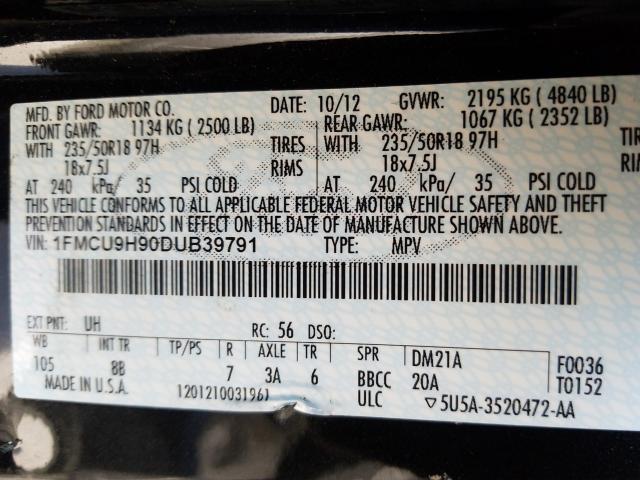 MFD. BY FORD MOTOR CO. DATE: 10/12 GVWR: 2195 KG ( 4840 LB)
FRONT GAWR: 1134 KG ( 2500 LB) REAR GAWR: 1067 KG ( 2352 LB)
WITH 235/50R18 97H TIRES WITH 235/50R18 97H
18x7.5J RIMS 18x7.5J
AT 240 kPa/ 35 PSI COLD AT 240 kPa/ 35 PSI COLD
THIS VEHICLE CONFORMS TO ALL APPLICABLE FEDERAL MOTOR VEHICLE SAFETY AND THEFT
PREVENTION STANDARDS IN EFFECT ON THE DATE OF MANUFACTURE SHOWN ABOVE.
VIN: 1FMCU9H90DUB39791 TYPE: MPV
EXT PNT: UH RC: 56 DSO:
WB INT TR TP/PS R AXLE TR SPR DM21A F0036
105 8B 7 3A 6 BBCC 20A T0152
MADE IN U.S.A. ULC ▽5U5A-3520472-AA